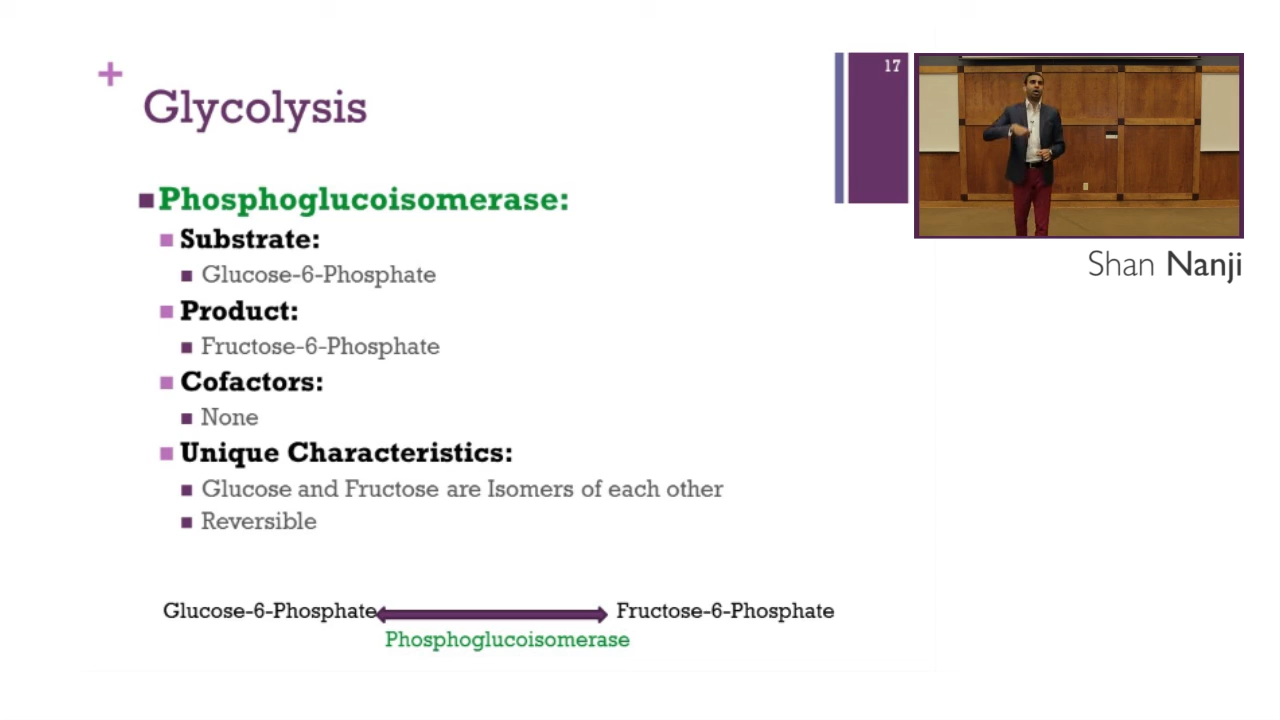 +
17
Glycolysis
Phosphoglucoisomerase:
Substrate:
Glucose-6-Phosphate
Product:
Fructose-6-Phosphate
Cofactors:
None
Unique Characteristics:
Glucose and Fructose are Isomers of each other
Reversible
Glucose-6-Phosphate Fructose-6-Phosphate
Phosphoglucoisomerase
Shan Nanji